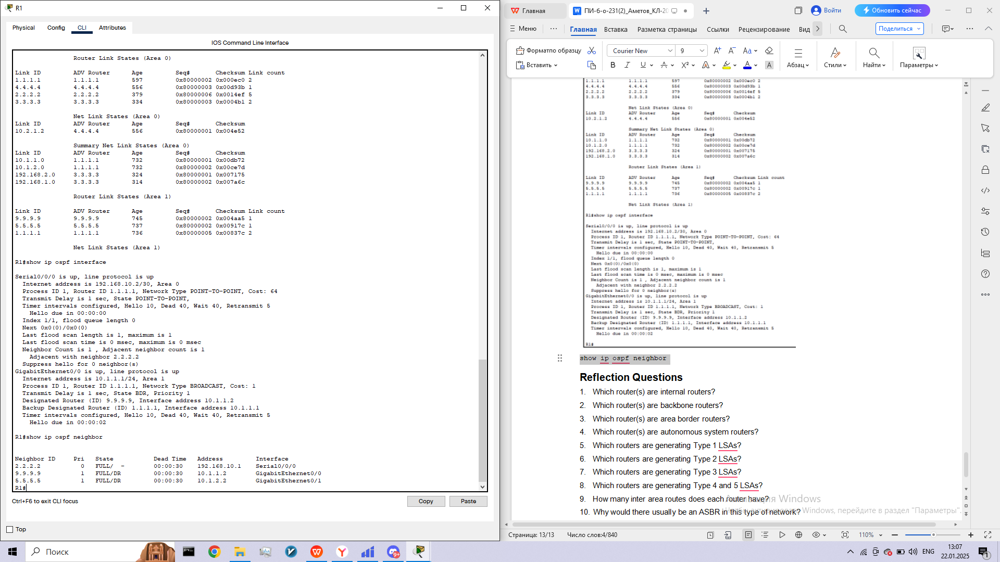 R1
Physical Config CLI Attributes
IOS Command Line Interface
Router Link States (Area 0)
Link ID ADV Router Age Seq# Checksum Link count
1.1.1.1 1.1.1.1 597 0x80000002 0x000ec0 2
4.4.4.4 4.4.4.4 556 0x80000003 0x00d93b 1
2.2.2.2 2.2.2.2 379 0x80000006 0x0014ef 5
3.3.3.3 3.3.3.3 334 0x80000003 0x0004b1 2
Net Link States (Area 0)
Link ID ADV Router Age Seq# Checksum
10.2.1.2 4.4.4.4 556 0x80000001 0x004e52
Summary Net Link States (Area 0)
Link ID ADV Router Age Seq# Checksum
10.1.1.0 1.1.1.1 732 0x80000001 0x00db72
10.1.2.0 1.1.1.1 732 0x80000002 0x00ce7d
192.168.2.0 3.3.3.3 324 0x80000001 0x007175
192.168.1.0 3.3.3.3 314 0x80000002 0x007a6c
Router Link States (Area 1)
Link ID ADV Router Age Seq# Checksum Link count
9.9.9.9 9.9.9.9 745 0x80000002 0x004aa5 1
5.5.5.5 5.5.5.5 737 0x80000002 0x00917c 1
1.1.1.1 1.1.1.1 736 0x80000005 0x00837c 2
Net Link States (Area 1)
R1#show ip ospf interface
Serial0/0/0 is up, line protocol is up
Internet address is 192.168.10.2/30, Area 0
Process ID 1, Router ID 1.1.1.1, Network Type POINT-TO-POINT, Cost: 64
Transmit Delay is 1 sec, State POINT-TO-POINT,
Timer intervals configured, Hello 10, Dead 40, Wait 40, Retransmit 5
Hello due in 00:00:00
Index 1/1, flood queue length 0
Next 0x0(0)/0x0(0)
Last flood scan length is 1, maximum is 1
Last flood scan time is 0 msec, maximum is 0 msec
Neighbor Count is 1 , Adjacent neighbor count is 1
Adjacent with neighbor 2.2.2.2
Suppress hello for 0 neighbor(s)
GigabitEthernet0/0 is up, line protocol is up
Internet address is 10.1.1.1/24, Area 1
Process ID 1, Router ID 1.1.1.1, Network Type BROADCAST, Cost: 1
Transmit Delay is 1 sec, State BDR, Priority 1
Designated Router (ID) 9.9.9.9, Interface address 10.1.1.2
Backup Designated Router (ID) 1.1.1.1, Interface address 10.1.1.1
Timer intervals configured, Hello 10, Dead 40, Wait 40, Retransmit 5
Hello due in 00:00:02
R1#show ip ospf neighbor
Neighbor ID Pri State Dead Time Address Interface
2.2.2.2 0 FULL/ - 00:00:30 192.168.10.1 Serial0/0/0
9.9.9.9 1 FULL/DR 00:00:30 10.1.1.2 GigabitEthernet0/0
5.5.5.5 1 FULL/DR 00:00:30 10.1.2.2 GigabitEthernet0/1
R1#
Ctrl+F6 to exit CLI focus
Copy Paste
Top
Главная ПИ-б-о-231(2)_Аметов_КЛ-20 Войти Обновить сейчас
Меню Главная Вставка Разметка страницы Ссылки Рецензирование Вид Поделиться
Формат по образцу Courier New 9
Вставить Абзац Стили Найти Параметры
1.1.1.1 1.1.1.1 597 0x80000002 0x000ec0 2
4.4.4.4 4.4.4.4 556 0x80000003 0x00d93b 1
2.2.2.2 2.2.2.2 379 0x80000006 0x0014ef 5
3.3.3.3 3.3.3.3 334 0x80000003 0x0004b1 2
Net Link States (Area 0)
Link ID ADV Router Age Seq# Checksum
10.2.1.2 4.4.4.4 556 0x80000001 0x004e52
Summary Net Link States (Area 0)
Link ID ADV Router Age Seq# Checksum
10.1.1.0 1.1.1.1 732 0x80000001 0x00db72
10.1.2.0 1.1.1.1 732 0x80000002 0x00ce7d
192.168.2.0 3.3.3.3 324 0x80000001 0x007175
192.168.1.0 3.3.3.3 314 0x80000002 0x007a6c
Router Link States (Area 1)
Link ID ADV Router Age Seq# Checksum Link count
9.9.9.9 9.9.9.9 745 0x80000002 0x004aa5 1
5.5.5.5 5.5.5.5 737 0x80000002 0x00917c 1
1.1.1.1 1.1.1.1 736 0x80000005 0x00837c 2
Net Link States (Area 1)
R1#show ip ospf interface
Serial0/0/0 is up, line protocol is up
Internet address is 192.168.10.2/30, Area 0
Process ID 1, Router ID 1.1.1.1, Network Type POINT-TO-POINT, Cost: 64
Transmit Delay is 1 sec, State POINT-TO-POINT,
Timer intervals configured, Hello 10, Dead 40, Wait 40, Retransmit 5
Hello due in 00:00:00
Index 1/1, flood queue length 0
Next 0x0(0)/0x0(0)
Last flood scan length is 1, maximum is 1
Last flood scan time is 0 msec, maximum is 0 msec
Neighbor Count is 1 , Adjacent neighbor count is 1
Adjacent with neighbor 2.2.2.2
Suppress hello for 0 neighbor(s)
GigabitEthernet0/0 is up, line protocol is up
Internet address is 10.1.1.1/24, Area 1
Process ID 1, Router ID 1.1.1.1, Network Type BROADCAST, Cost: 1
Transmit Delay is 1 sec, State BDR, Priority 1
Designated Router (ID) 9.9.9.9, Interface address 10.1.1.2
Backup Designated Router (ID) 1.1.1.1, Interface address 10.1.1.1
Timer intervals configured, Hello 10, Dead 40, Wait 40, Retransmit 5
Hello due in 00:00:02
R1#
show ip ospf neighbor
Reflection Questions
1. Which router(s) are internal routers?
2. Which router(s) are backbone routers?
3. Which router(s) are area border routers?
4. Which router(s) are autonomous system routers?
5. Which routers are generating Type 1 LSAs?
6. Which routers are generating Type 2 LSAs?
7. Which routers are generating Type 3 LSAs?
8. Which routers are generating Type 4 and 5 LSAs?
9. How many inter area routes does each router have?
10. Why would there usually be an ASBR in this type of network?
Активация Windows
Чтобы активировать Windows, перейдите в раздел "Параметры".
Страница: 13/13 Число слов:4/840 110%
Поиск 9+ ENG 13:07
22.01.2025 1